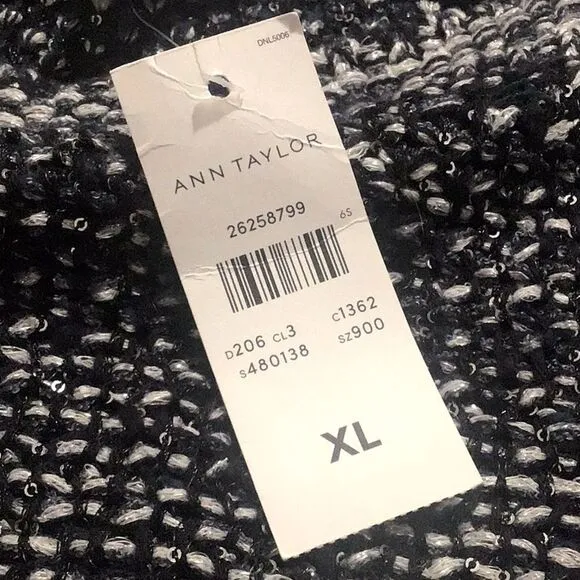 DNL5006
ANN TAYLOR
26258799 6S
D206 CL3 C1362
S480138 SZ900
XL